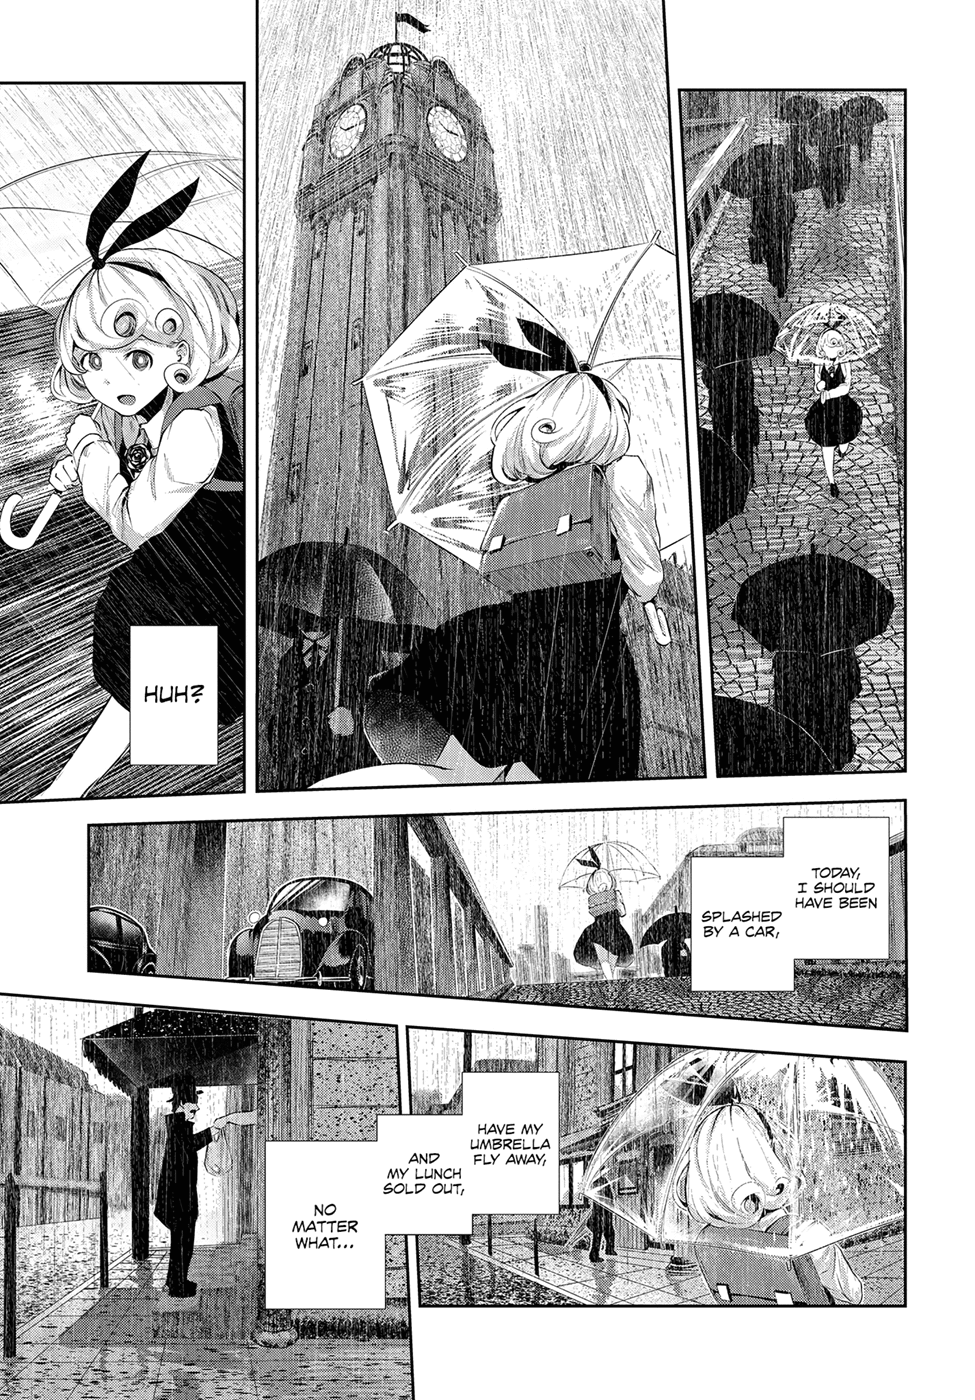 HUH?
TODAY,
I SHOULD
HAVE BEEN
SPLASHED
BY A CAR,
HAVE MY
UMBRELLA
FLY AWAY,
AND
MY LUNCH
SOLD OUT,
NO
MATTER
WHAT...